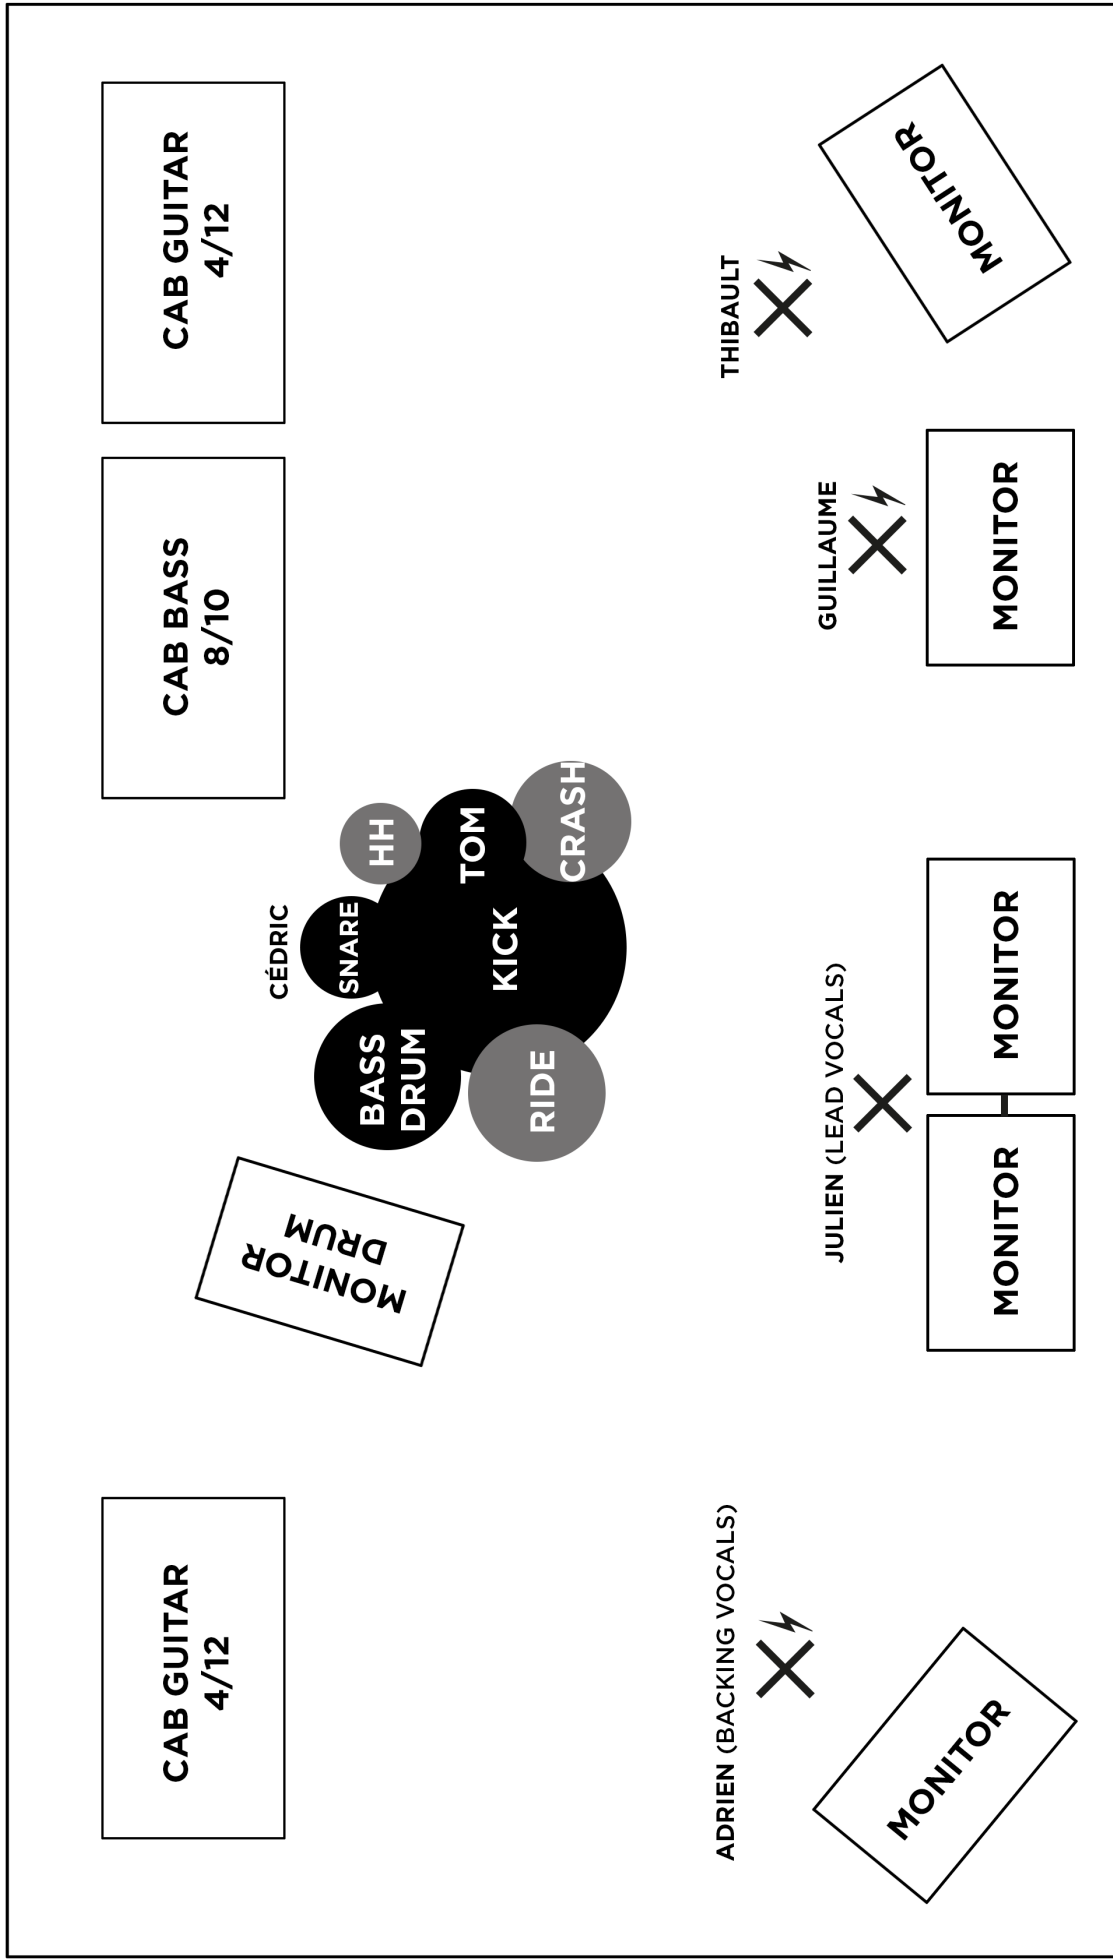 CAB GUITAR
4/12
CAB BASS
8/10
CAB GUITAR
4/12
CÉDRIC
MONITOR
DRUM
BASS
DRUM
SNARE
HH
TOM
KICK
RIDE
CRASH
ADRIEN (BACKING VOCALS)
JULIEN (LEAD VOCALS)
GUILLAUME
THIBAULT
MONITOR
MONITOR
MONITOR
MONITOR
MONITOR